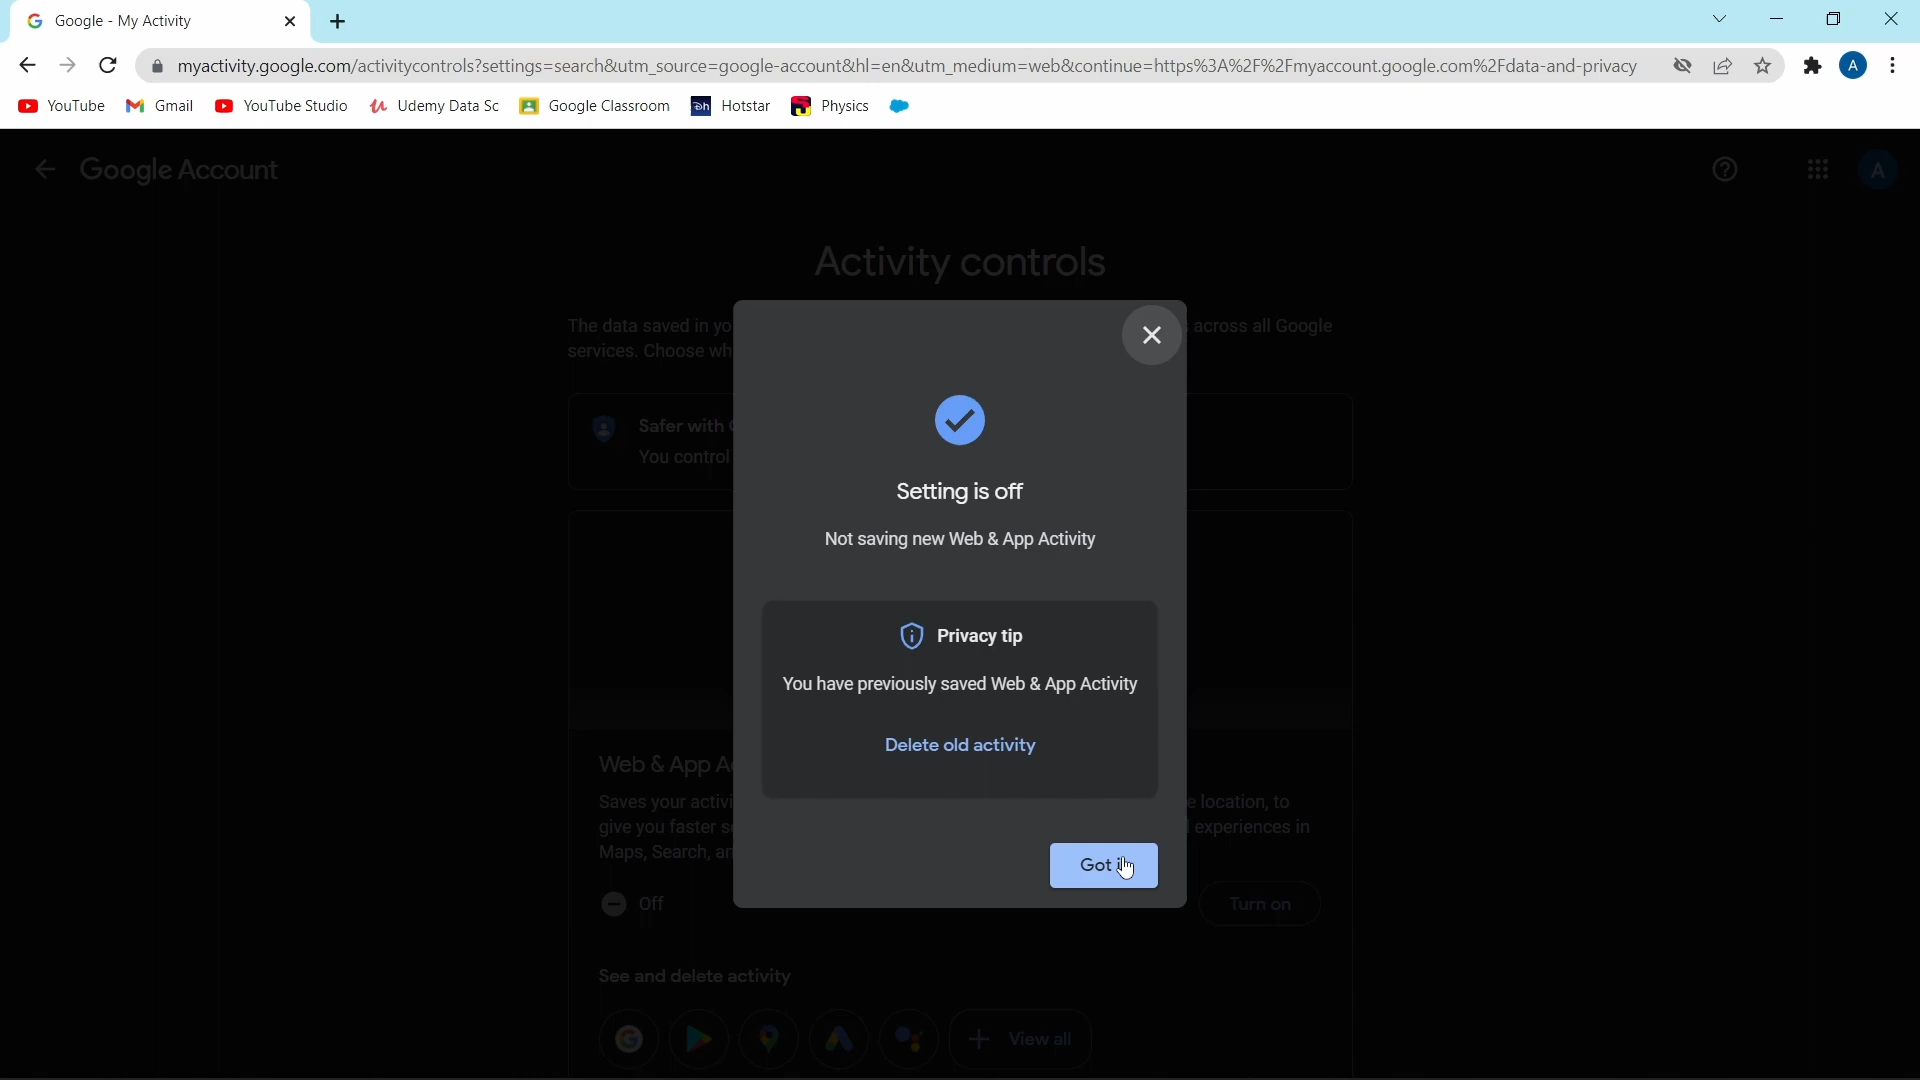 Google - My Activity
myactivity.google.com/activitycontrols?settings=search&utm_source=google-account&hl=en&utm_medium=web&continue=https%3A%2F%2Fmyaccount.google.com%2Fdata-and-privacy
A
YouTube
Gmail
YouTube Studio
Udemy Data Sc
Google Classroom
Hotstar
Physics
Google Account
A
Activity controls
The data saved in yo
across all Google
services. Choose wh
Safer with
You control
Setting is off
Not saving new Web & App Activity
Privacy tip
You have previously saved Web & App Activity
Delete old activity
Got
Web & App A
Saves your activi
e location, to
give you faster s
experiences in
Maps, Search, an
Off
Turn on
See and delete activity
View all